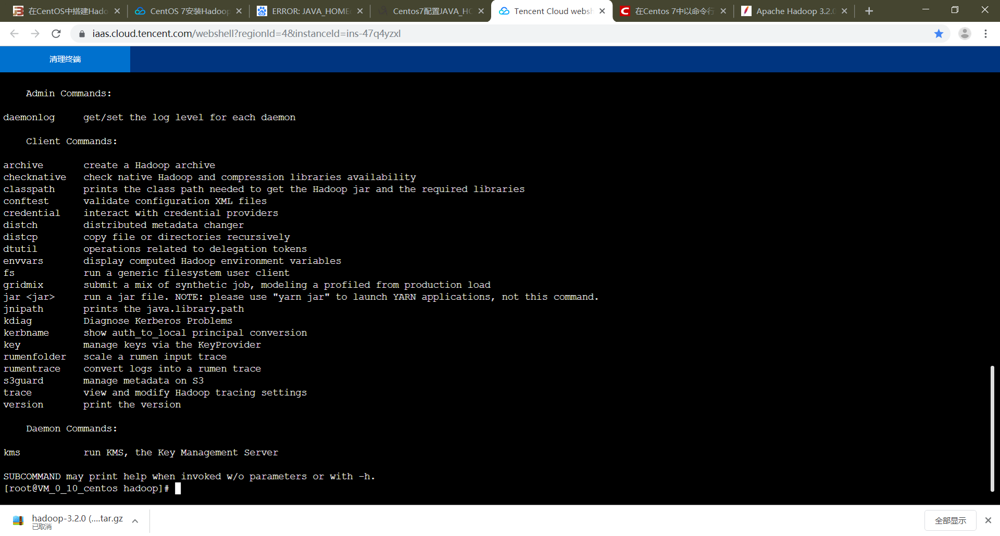 在CentOS中搭建Hado
CentOS 7安装Hadoop
ERROR: JAVA_HOME
Centos7配置JAVA_HO
Tencent Cloud websh
在Centos 7中以命令行
Apache Hadoop 3.2.0
iaas.cloud.tencent.com/webshell?regionId=4&instanceId=ins-47q4yzxl
清理终端
Admin Commands:
daemonlog get/set the log level for each daemon
Client Commands:
archive create a Hadoop archive
checknative check native Hadoop and compression libraries availability
classpath prints the class path needed to get the Hadoop jar and the required libraries
conftest validate configuration XML files
credential interact with credential providers
distch distributed metadata changer
distcp copy file or directories recursively
dtutil operations related to delegation tokens
envvars display computed Hadoop environment variables
fs run a generic filesystem user client
gridmix submit a mix of synthetic job, modeling a profiled from production load
jar <jar> run a jar file. NOTE: please use "yarn jar" to launch YARN applications, not this command.
jnipath prints the java.library.path
kdiag Diagnose Kerberos Problems
kerbname show auth_to_local principal conversion
key manage keys via the KeyProvider
rumenfolder scale a rumen input trace
rumentrace convert logs into a rumen trace
s3guard manage metadata on S3
trace view and modify Hadoop tracing settings
version print the version
Daemon Commands:
kms run KMS, the Key Management Server
SUBCOMMAND may print help when invoked w/o parameters or with -h.
[root@VM_0_10_centos hadoop]#
hadoop-3.2.0 (....tar.gz
已取消
全部显示